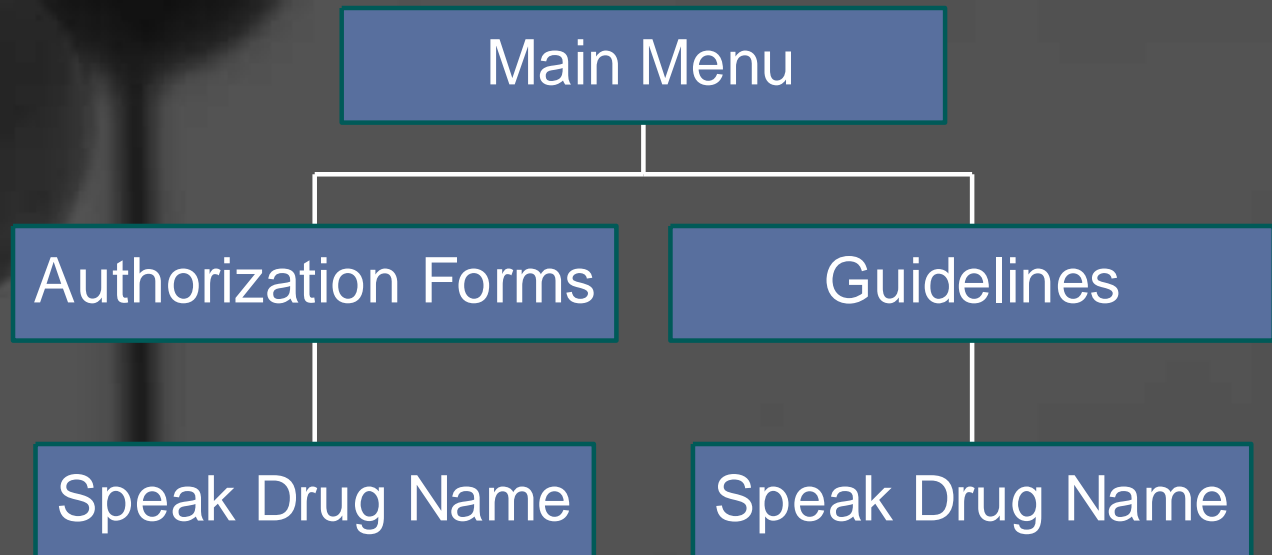 Main Menu
Authorization Forms
Guidelines
Speak Drug Name
Speak Drug Name